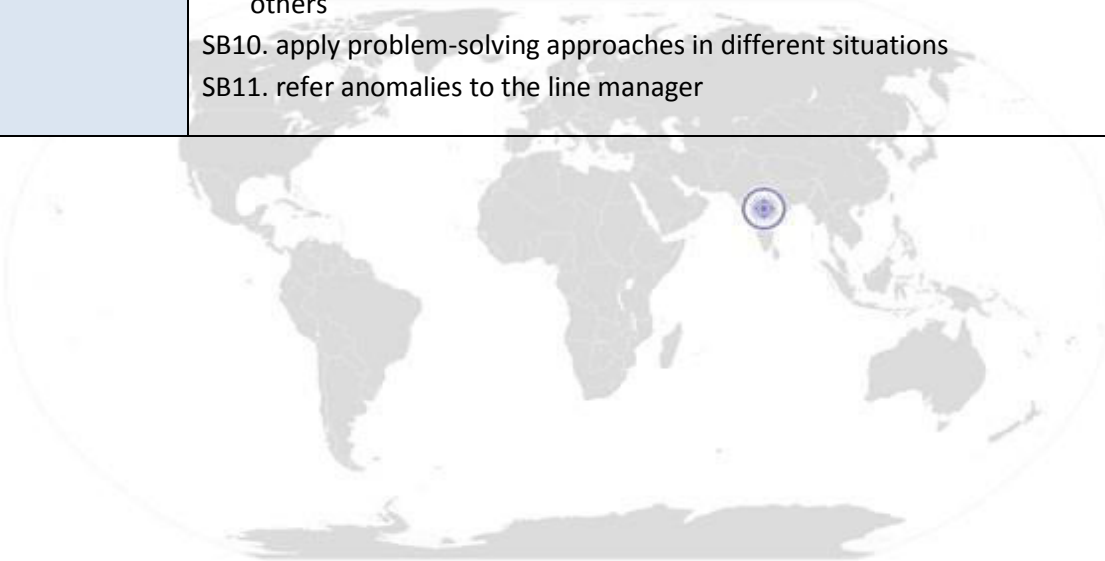 others
SB10. apply problem-solving approaches in different situations
SB11. refer anomalies to the line manager